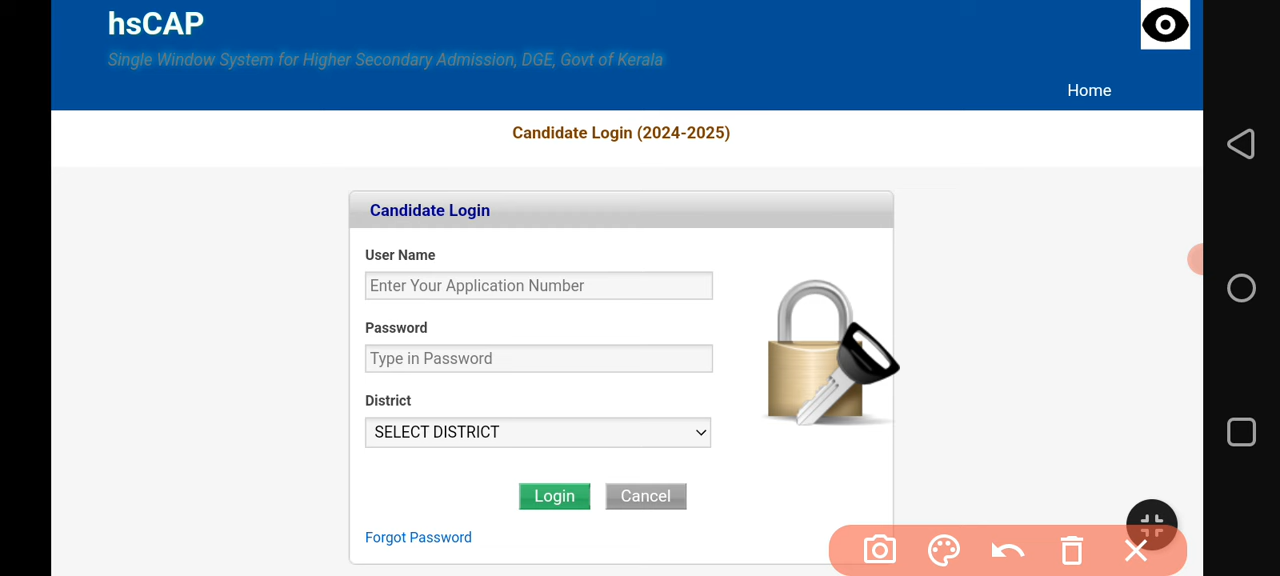 hsCAP
Single Window System for Higher Secondary Admission, DGE, Govt of Kerala
Home
Candidate Login (2024-2025)
Candidate Login
User Name
Enter Your Application Number
Password
Type in Password
District
SELECT DISTRICT
Login Cancel
Forgot Password